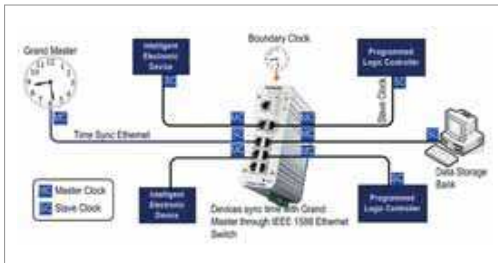 Grand Master
Intelligent
Electronic
Device
Boundary Clock
Programmed
Logic Controller
Slave Clock
Time Sync Ethernet
MC Master Clock
Slave Clock
Data Storage
Bank
Intelligent
Electronic
Device
Devices sync time with Grand
Master through IEEE 1588 Ethernet
Switch
Programmed
Logic Controller